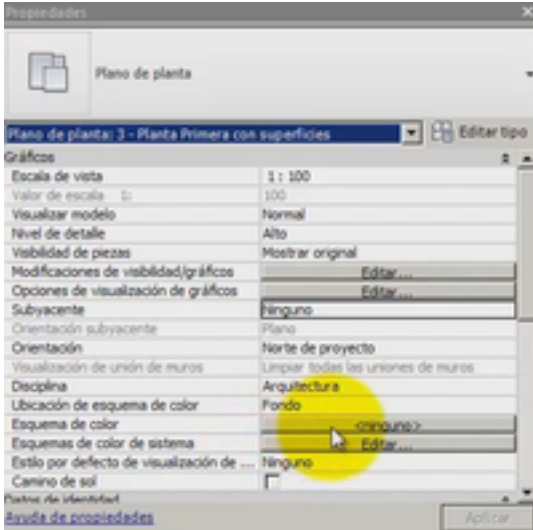 Propiedades
Plano de planta
Plano de planta: 3 - Planta Primera con superficies Editar tipo
Gráficos
Escala de vista 1 : 100
Valor de escala 1: 100
Visualizar modelo Normal
Nivel de detalle Alto
Visibilidad de piezas Mostrar original
Modificaciones de visibilidad/gráficos Editar...
Opciones de visualización de gráficos Editar...
Subyacente Ninguno
Orientación subyacente Plano
Orientación Norte de proyecto
Visualización de unión de muros Limpiar todas las uniones de muros
Disciplina Arquitectura
Ubicación de esquema de color Fondo
Esquema de color <ninguno>
Esquemas de color de sistema Editar...
Estilo por defecto de visualización de ... Ninguno
Camino de sol
Datos de identidad
Ayuda de propiedades Aplicar